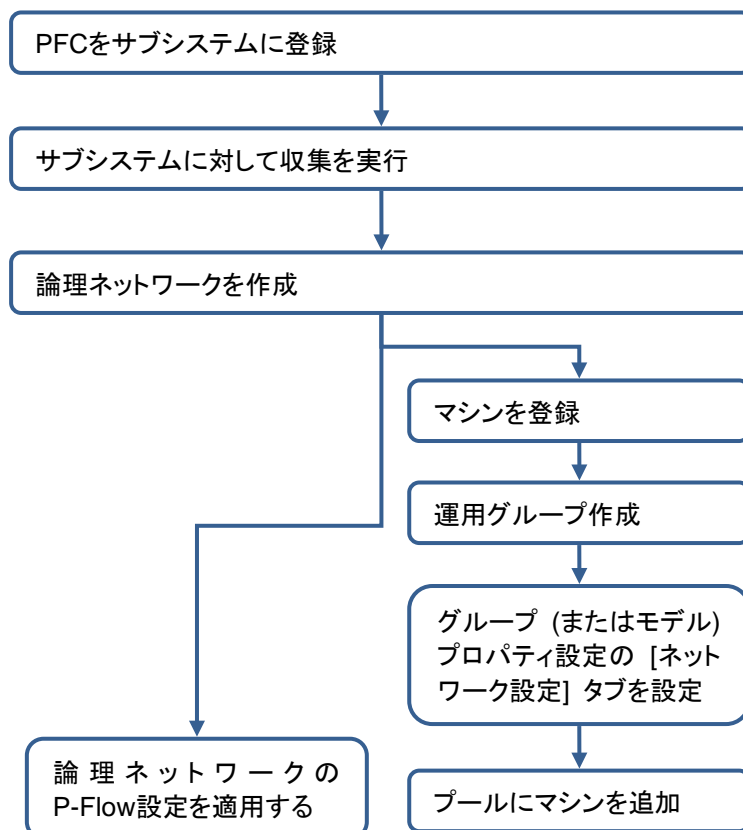 PFCをサブシステムに登録
サブシステムに対して収集を実行
論理ネットワークを作成
マシンを登録
運用グループ作成
グループ (またはモデル)
プロパティ設定の [ネット
ワーク設定] タブを設定
論理ネットワークの
P-Flow設定を適用する
プールにマシンを追加